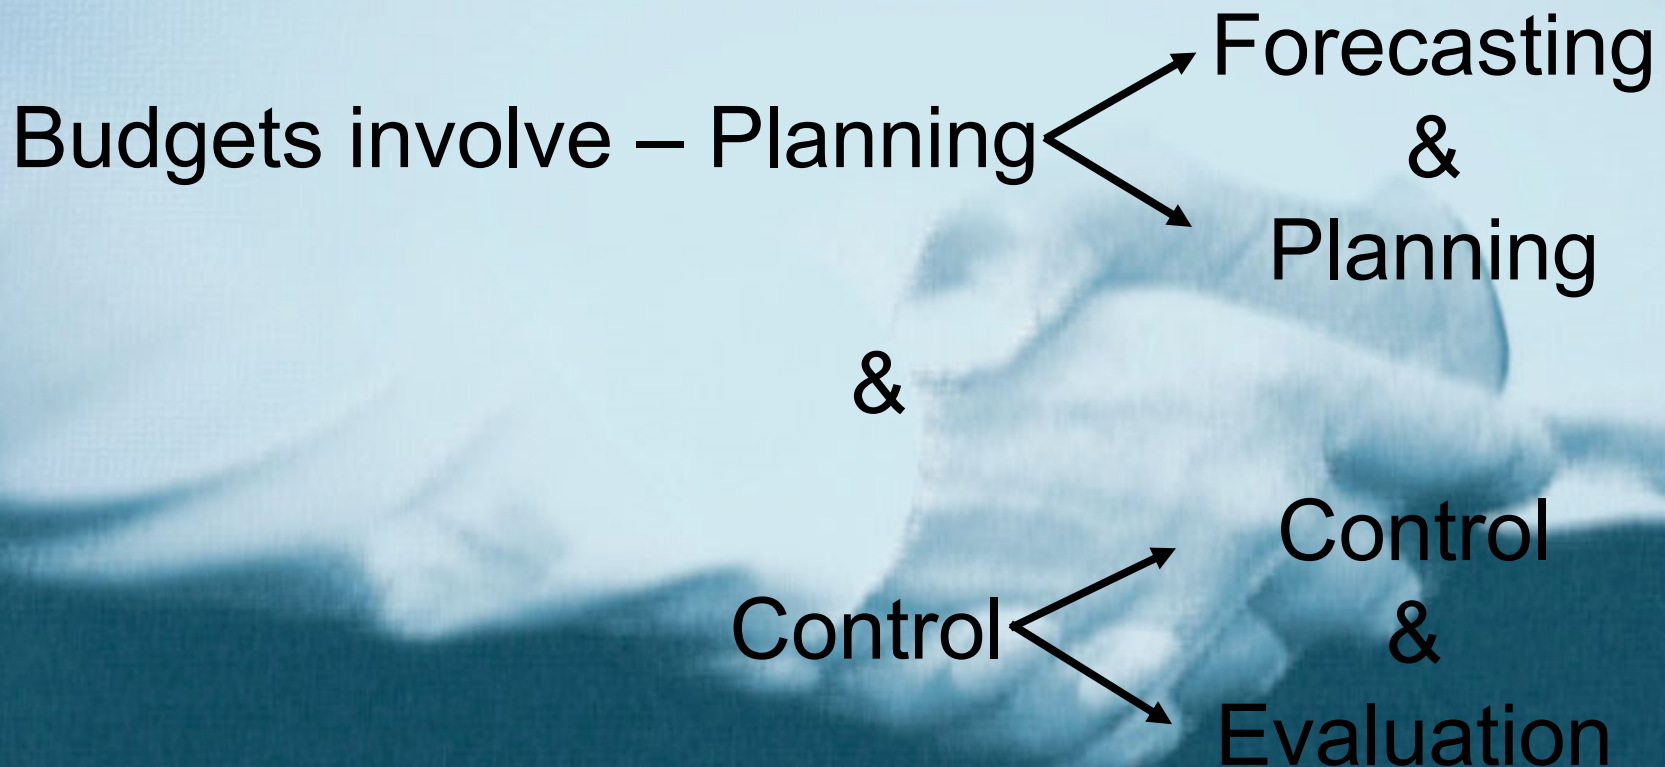 Forecasting
Budgets involve – Planning
&
Planning
&
Control
Control
&
Evaluation